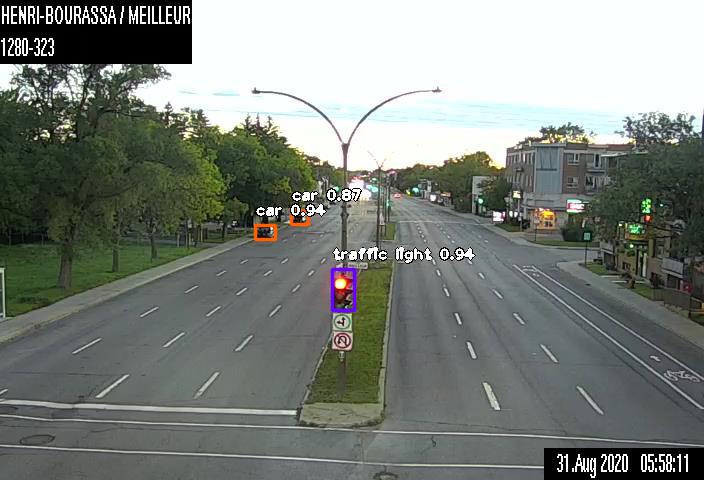 HENRI-BOURASSA / MEILLEUR
1280-323
car 0.87
car 0.94
traffic light 0.94
31.Aug 2020 05:58:11